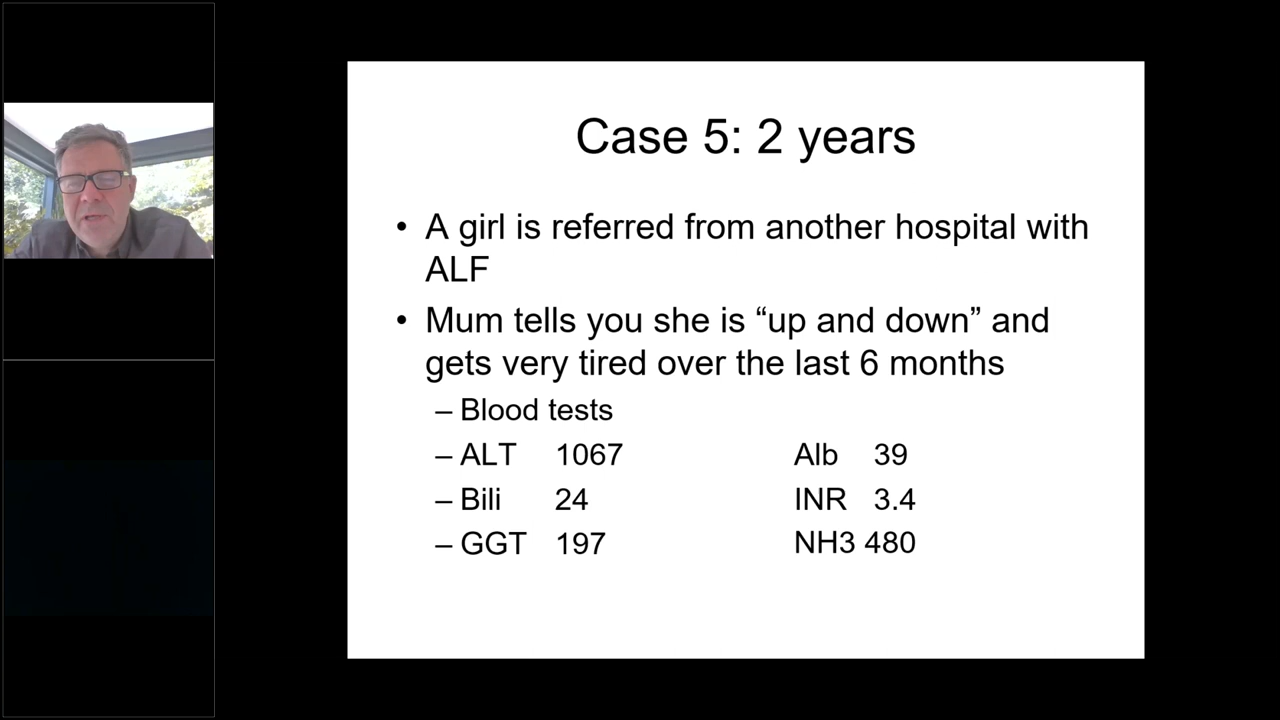 Case 5: 2 years
• A girl is referred from another hospital with
ALF
• Mum tells you she is “up and down” and
gets very tired over the last 6 months
– Blood tests
– ALT 1067 Alb 39
– Bili 24 INR 3.4
– GGT 197 NH3 480